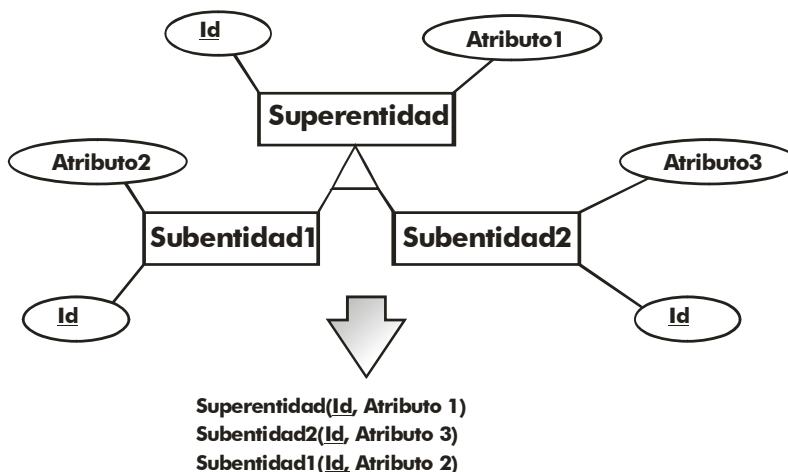 Id
Atributo1
Superentidad
Atributo2
Atributo3
Subentidad1
Subentidad2
Id
Id
Superentidad(Id, Atributo 1)
Subentidad2(Id, Atributo 3)
Subentidad1(Id, Atributo 2)